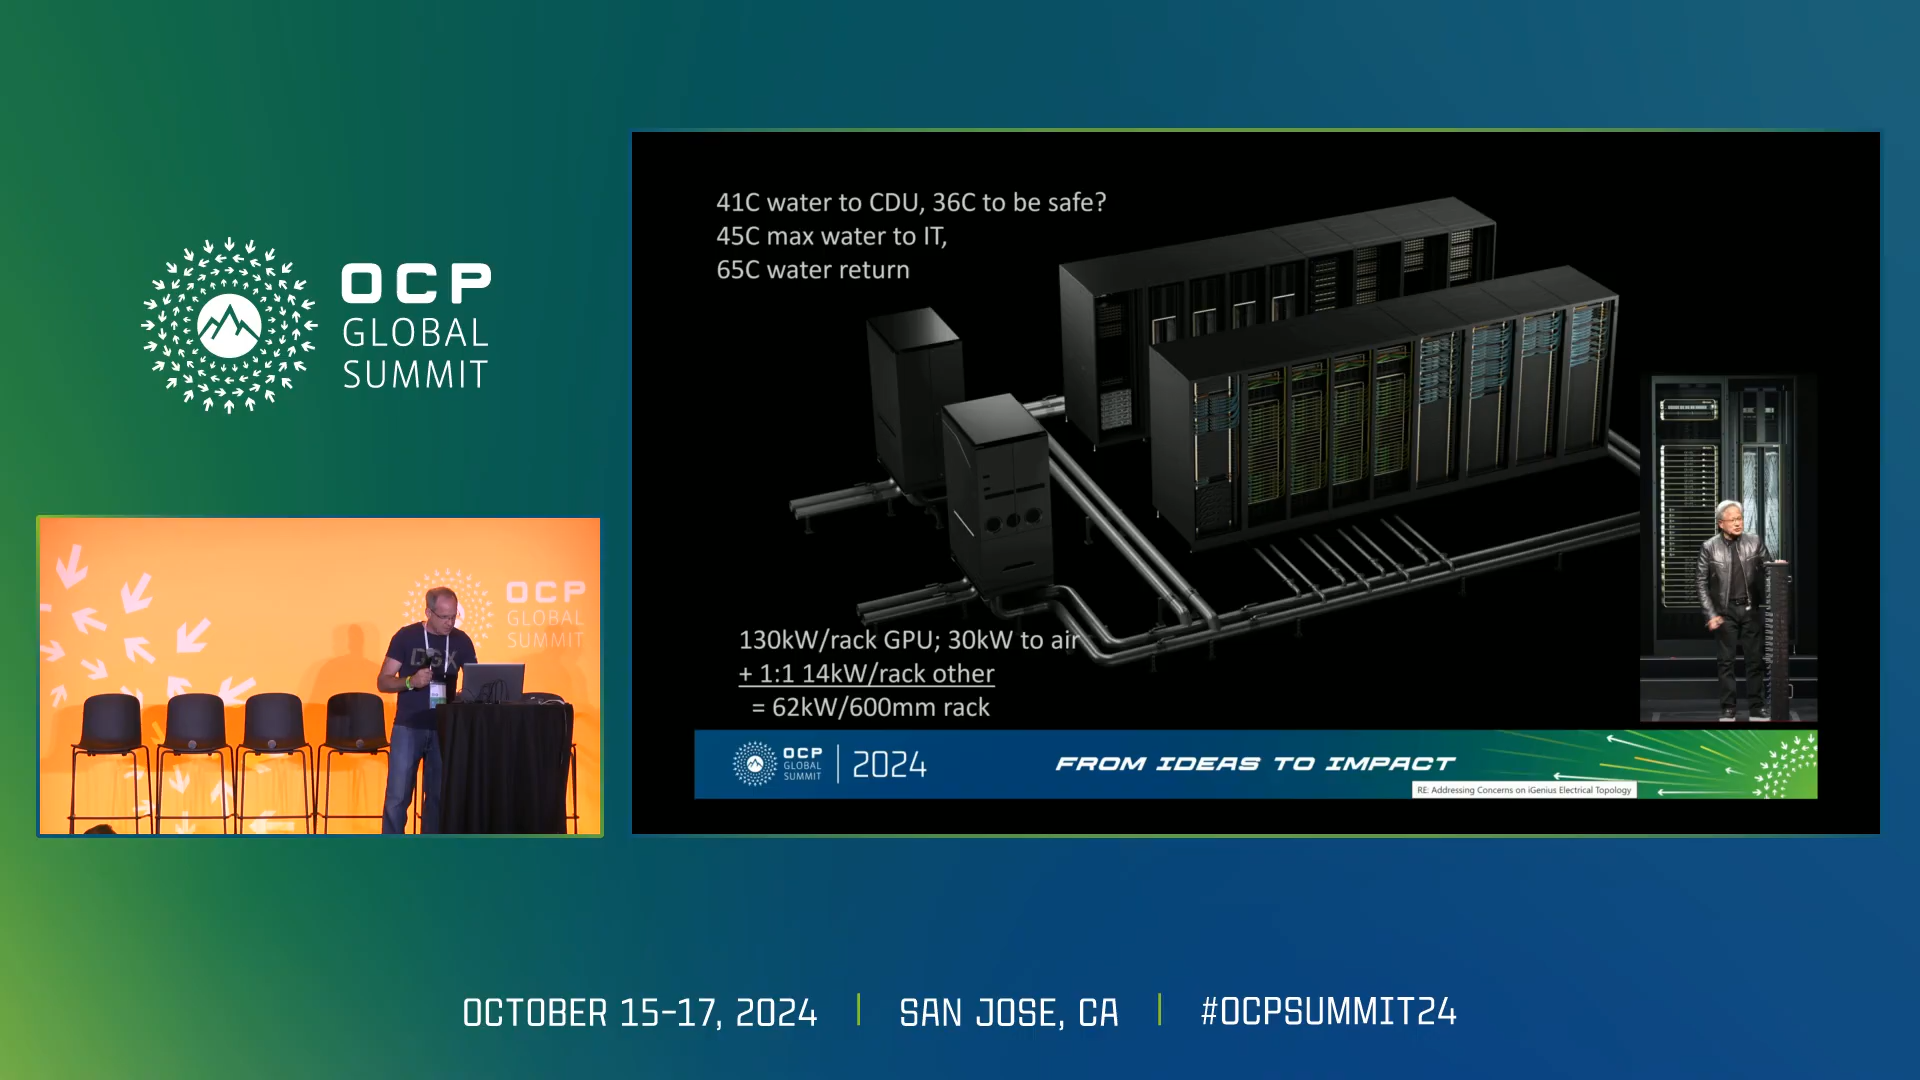 OCP
GLOBAL
SUMMIT
41C water to CDU, 36C to be safe?
45C max water to IT,
65C water return
130kW/rack GPU; 30kW to air
+ 1:1 14kW/rack other
= 62kW/600mm rack
OCP
GLOBAL
SUMMIT
2024
FROM IDEAS TO IMPACT
RE: Addressing Concerns on iGenius Electrical Topology
OCP
GLOBAL
SUMMIT
DGX
OCTOBER 15-17, 2024
SAN JOSE, CA
#OCPSUMMIT24